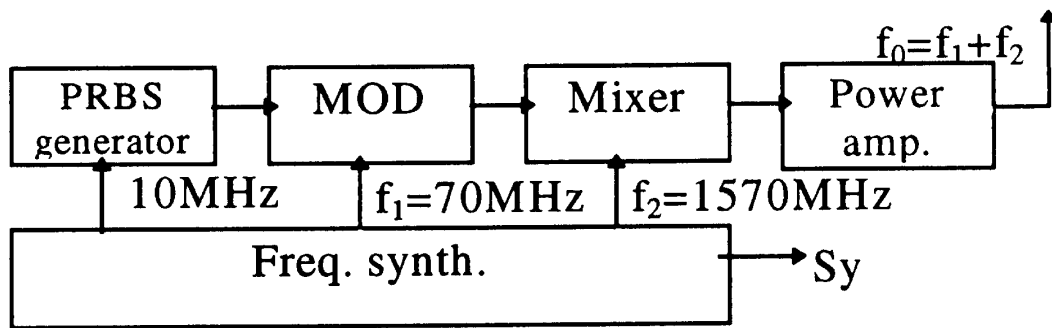 f₀=f₁+f₂
PRBS
generator
MOD
Mixer
Power
amp.
10MHz
f₁=70MHz
f₂=1570MHz
Freq. synth.
Sy